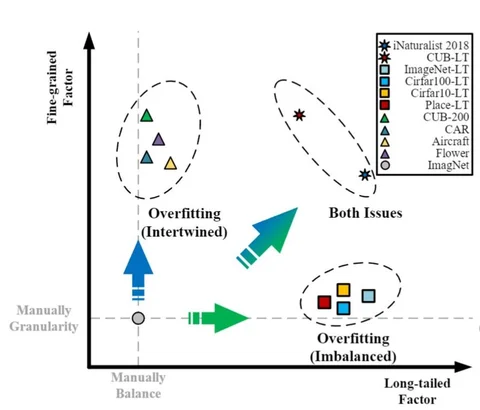 Fine-grained
Factor
iNaturalist 2018
CUB-LT
ImageNet-LT
Cirfar100-LT
Cirfar10-LT
Place-LT
CUB-200
CAR
Aircraft
Flower
ImagNet
Overfitting
(Intertwined)
Both Issues
Manually
Granularity
Overfitting
(Imbalanced)
Manually
Balance
Long-tailed
Factor